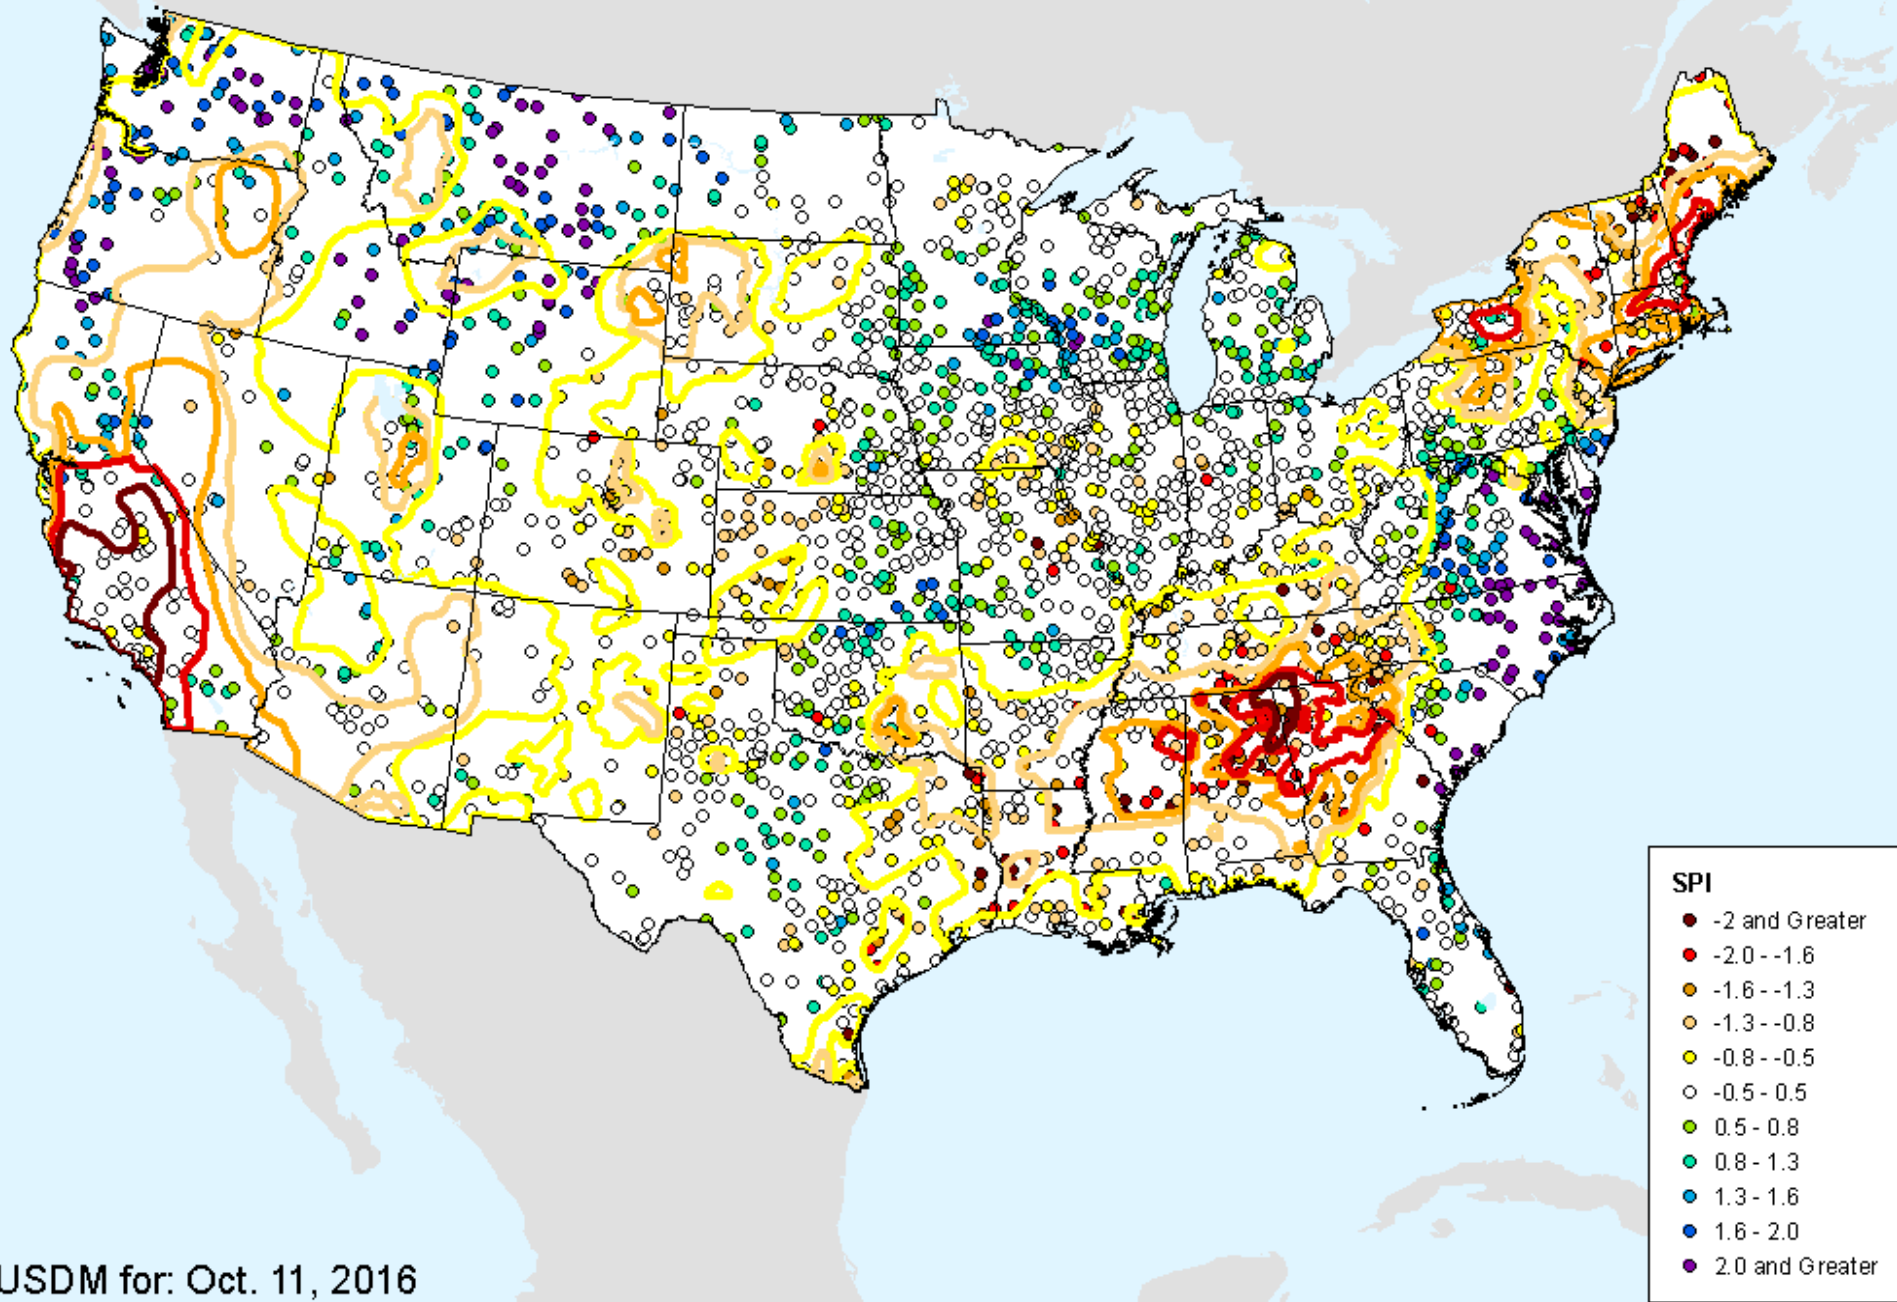 SPI
-2 and Greater
-2.0 - -1.6
-1.6 - -1.3
-1.3 - -0.8
-0.8 - -0.5
-0.5 - 0.5
0.5 - 0.8
0.8 - 1.3
1.3 - 1.6
1.6 - 2.0
2.0 and Greater
USDM for: Oct. 11, 2016